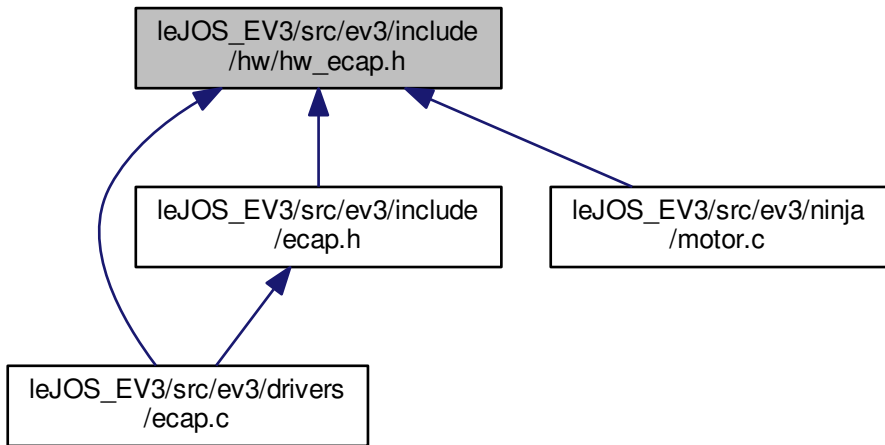 leJOS_EV3/src/ev3/include
/hw/hw_ecap.h
leJOS_EV3/src/ev3/include
/ecap.h
leJOS_EV3/src/ev3/ninja
/motor.c
leJOS_EV3/src/ev3/drivers
/ecap.c